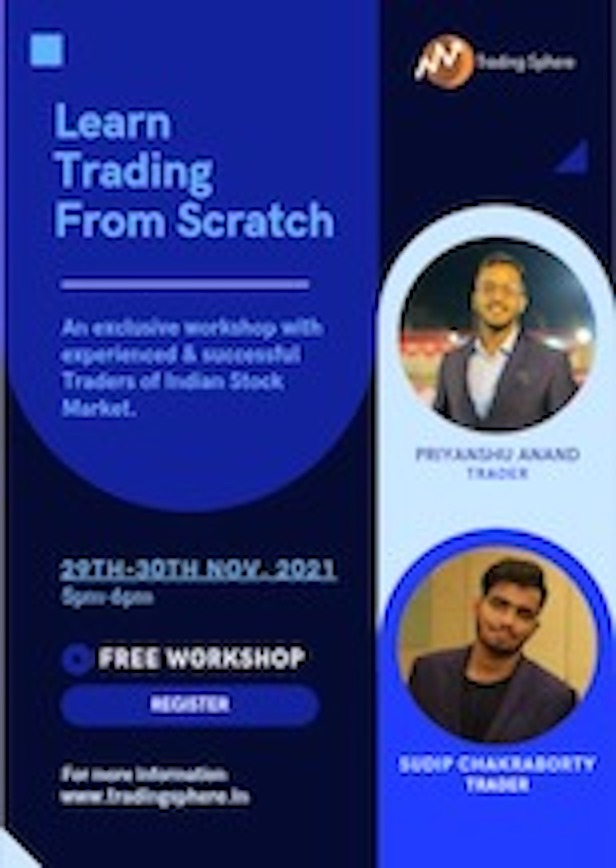 Trading Sphere
Learn
Trading
From Scratch
An exclusive workshop with
experienced & successful
Traders of Indian Stock
Market.
PRIYANSHU ANAND
TRADER
29TH-30TH NOV. 2021
5pm-6pm
FREE WORKSHOP
REGISTER
For more information
www.tradingsphere.in
SUDIP CHAKRABORTY
TRADER